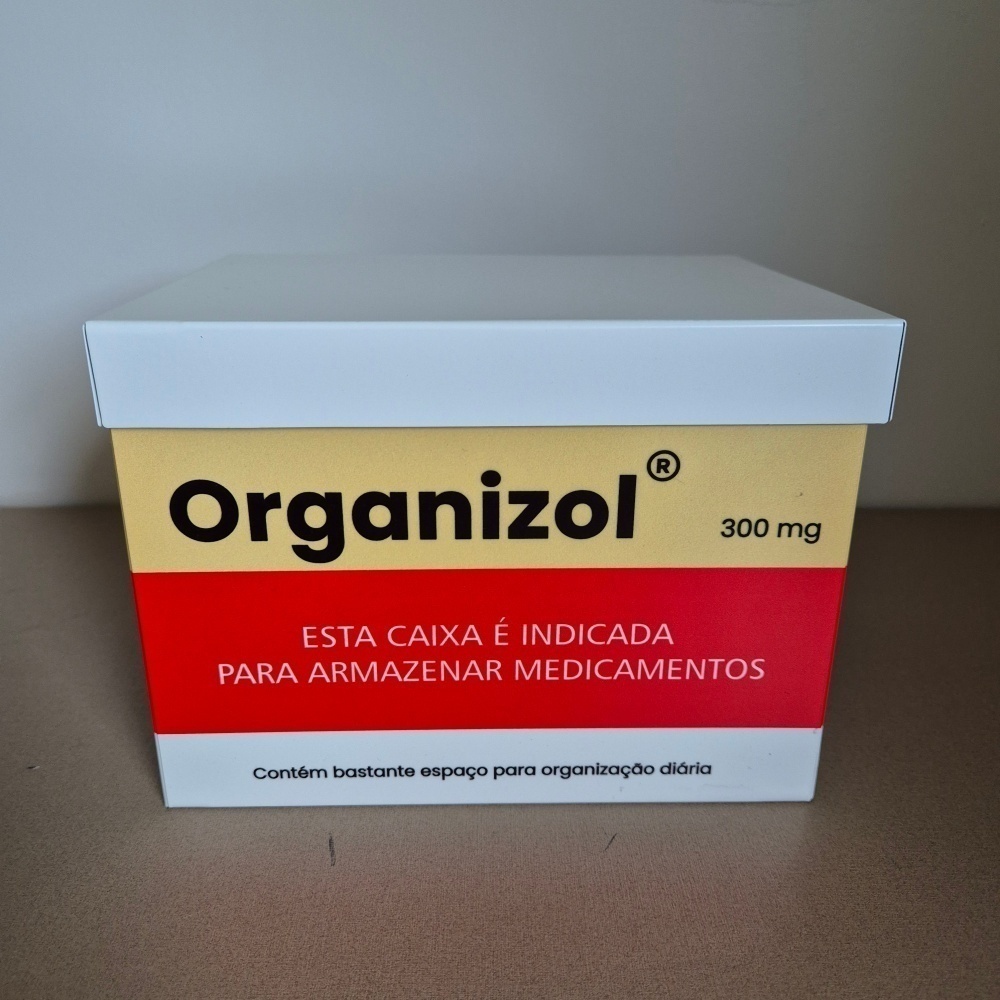 Organizol®
300 mg
ESTA CAIXA É INDICADA
PARA ARMAZENAR MEDICAMENTOS
Contém bastante espaço para organização diária